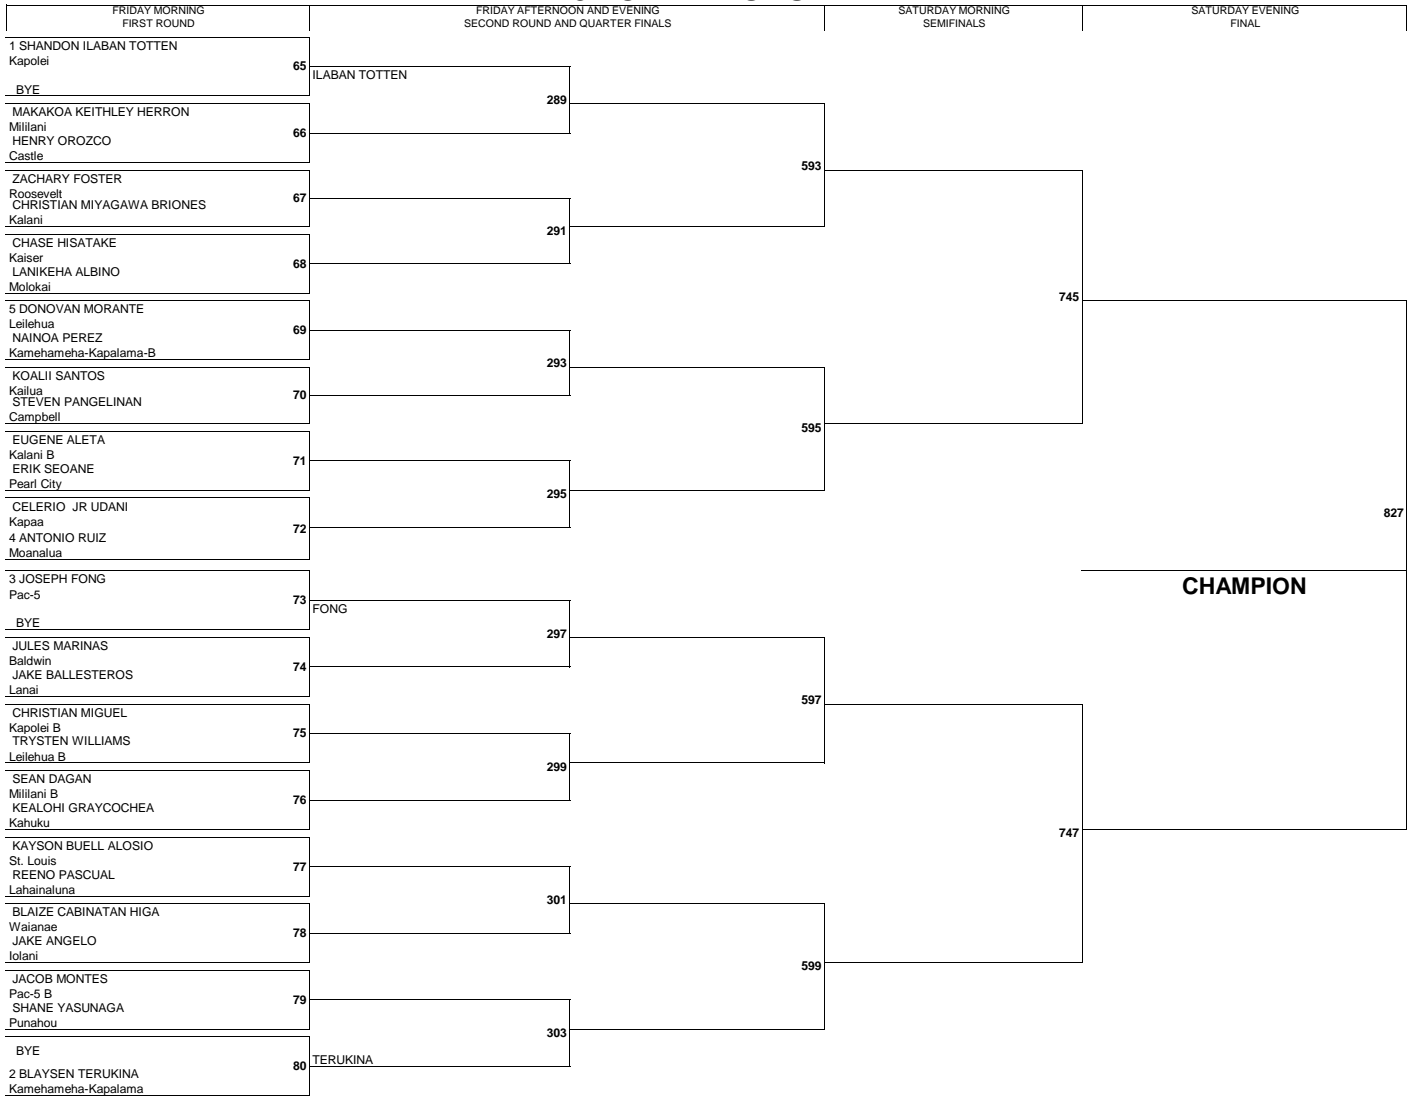 FRIDAY MORNING
FIRST ROUND
FRIDAY AFTERNOON AND EVENING
SECOND ROUND AND QUARTER FINALS
SATURDAY MORNING
SEMIFINALS
SATURDAY EVENING
FINAL
1 SHANDON ILABAN TOTTEN
Kapolei
65
BYE
ILABAN TOTTEN
289
MAKAKOA KEITHLEY HERRON
Mililani
66
HENRY OROZCO
Castle
593
ZACHARY FOSTER
Roosevelt
67
CHRISTIAN MIYAGAWA BRIONES
Kalani
291
CHASE HISATAKE
Kaiser
68
LANIKEHA ALBINO
Molokai
745
5 DONOVAN MORANTE
Leilehua
69
NAINOA PEREZ
Kamehameha-Kapalama-B
293
KOALII SANTOS
Kailua
70
STEVEN PANGELINAN
Campbell
595
EUGENE ALETA
Kalani B
71
ERIK SEOANE
Pearl City
295
CELERIO JR UDANI
Kapaa
72
4 ANTONIO RUIZ
Moanalua
827
CHAMPION
3 JOSEPH FONG
Pac-5
73
BYE
FONG
297
JULES MARINAS
Baldwin
74
JAKE BALLESTEROS
Lanai
597
CHRISTIAN MIGUEL
Kapolei B
75
TRYSTEN WILLIAMS
Leilehua B
299
SEAN DAGAN
Mililani B
76
KEALOHI GRAYCOCHEA
Kahuku
747
KAYSON BUELL ALOSIO
St. Louis
77
REENO PASCUAL
Lahainaluna
301
BLAIZE CABINATAN HIGA
Waianae
78
JAKE ANGELO
Iolani
599
JACOB MONTES
Pac-5 B
79
SHANE YASUNAGA
Punahou
303
BYE
80
TERUKINA
2 BLAYSEN TERUKINA
Kamehameha-Kapalama